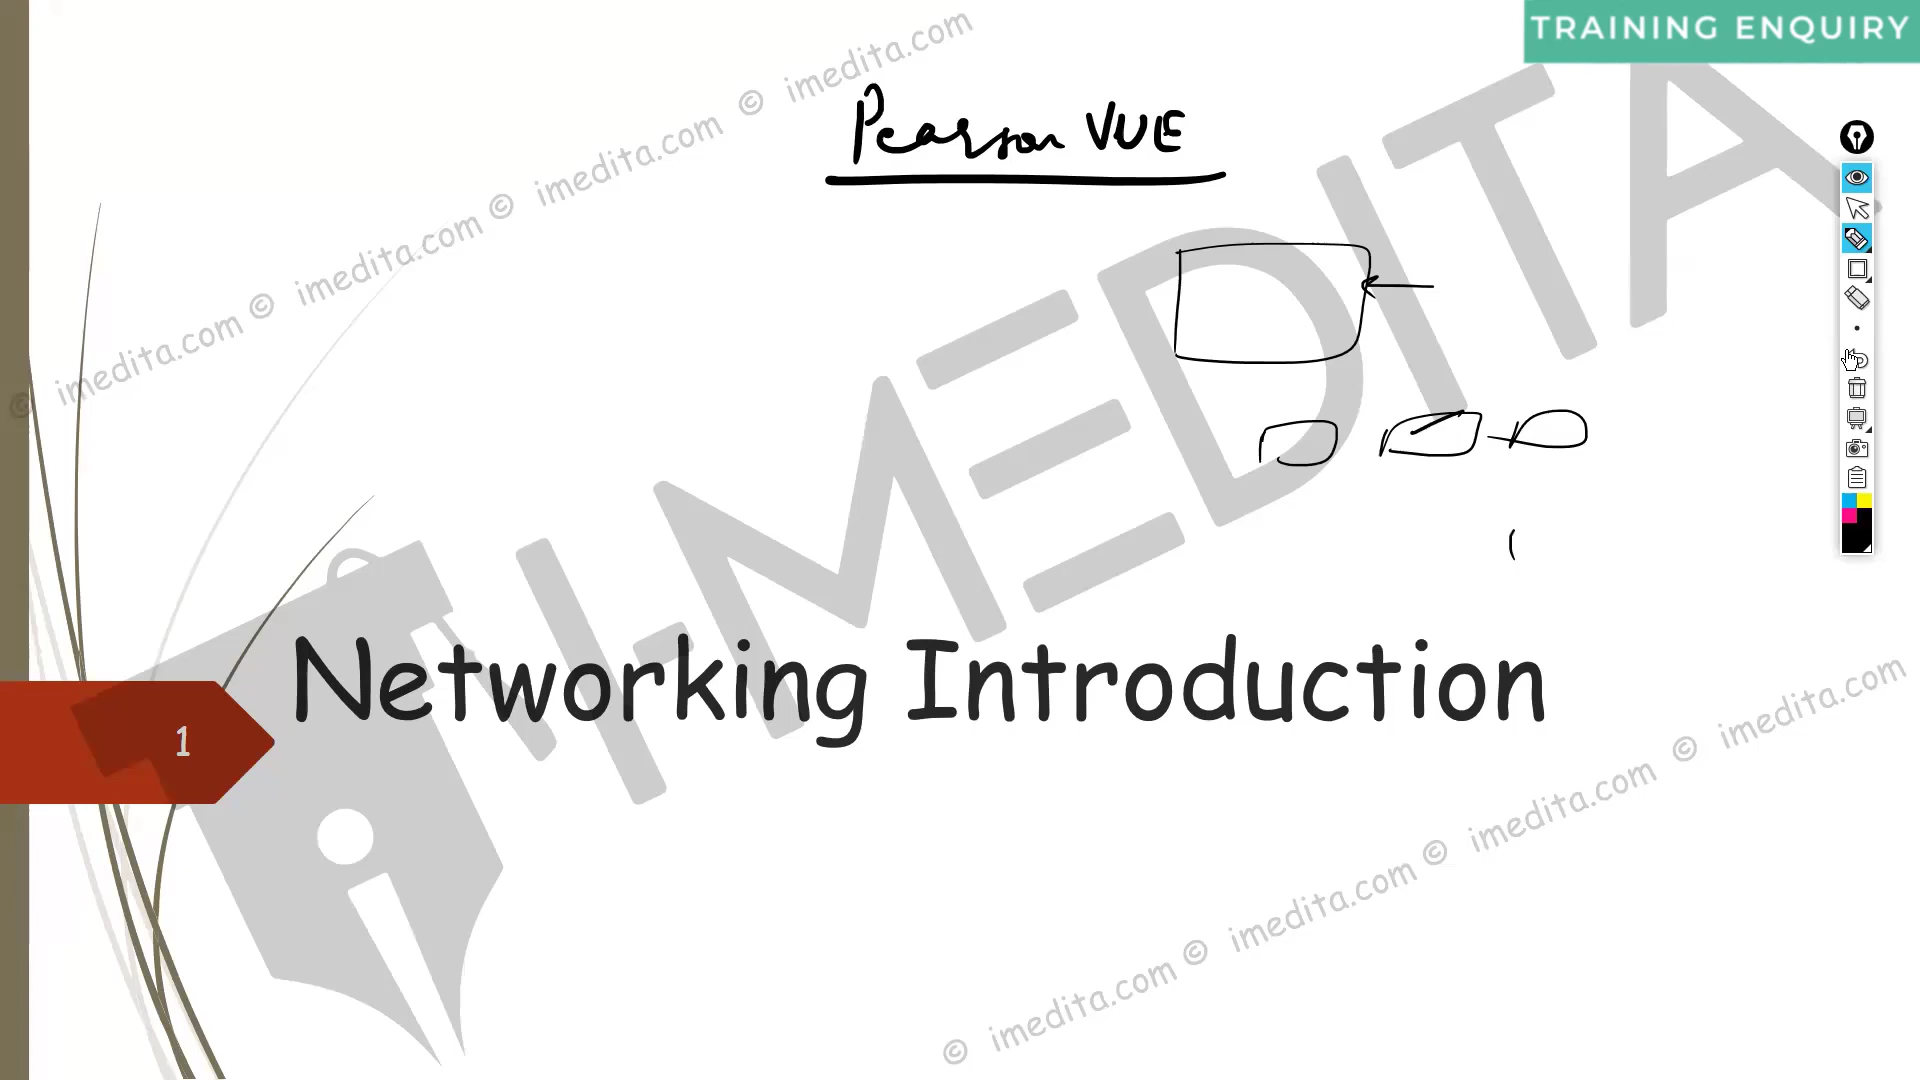 TRAINING ENQUIRY
Pearson VUE
© imedita.com © imedita.com © imedita.com © imedita.com
I-MEDITA
Networking Introduction
1
© imedita.com © imedita.com © imedita.com © imedita.com